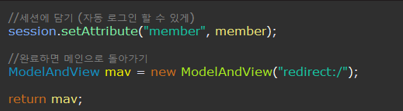 //세션에 담기 (자동 로그인 할 수 있게)
session.setAttribute("member", member);
//완료하면 메인으로 돌아가기
ModelAndView mav = new ModelAndView("redirect:/");
return mav;